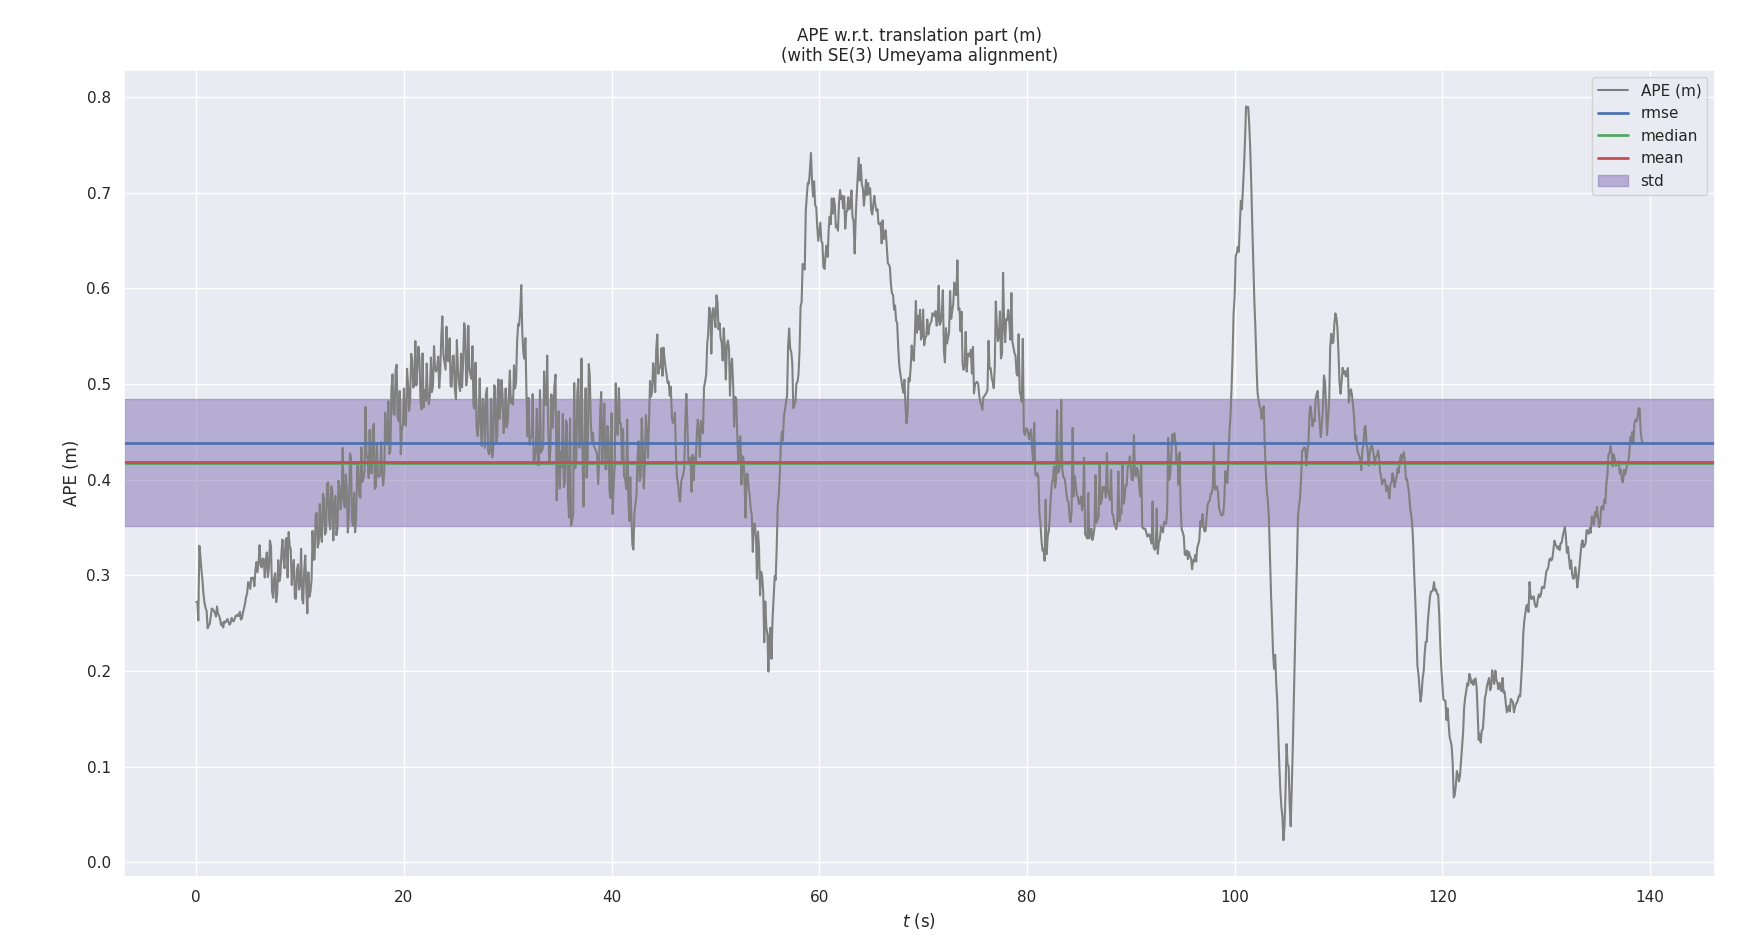 APE w.r.t. translation part (m)
(with SE(3) Umeyama alignment)
APE (m)
rmse
median
mean
std
APE (m)
0.8
0.7
0.6
0.5
0.4
0.3
0.2
0.1
0.0
0
20
40
60
80
100
120
140
t (s)